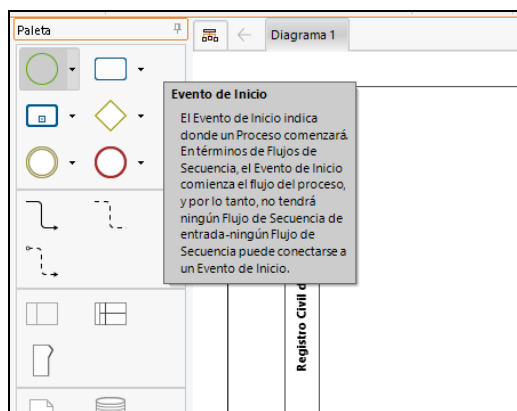 Paleta
Diagrama 1
Evento de Inicio
El Evento de Inicio indica
donde un Proceso comenzará.
En términos de Flujos de
Secuencia, el Evento de Inicio
comienza el flujo del proceso,
y por lo tanto, no tendrá
ningún Flujo de Secuencia de
entrada-ningún Flujo de
Secuencia puede conectarse a
un Evento de Inicio.
Registro Civil d